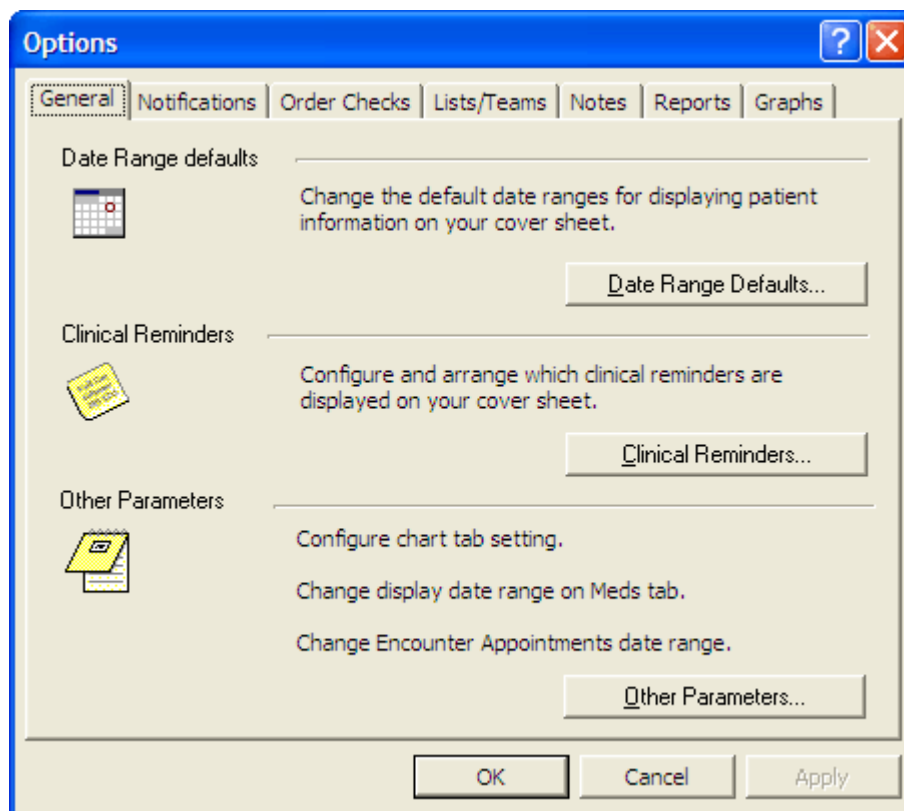 Options
General Notifications Order Checks Lists/Teams Notes Reports Graphs
Date Range defaults
Change the default date ranges for displaying patient
information on your cover sheet.
Date Range Defaults...
Clinical Reminders
Configure and arrange which clinical reminders are
displayed on your cover sheet.
Clinical Reminders...
Other Parameters
Configure chart tab setting.
Change display date range on Meds tab.
Change Encounter Appointments date range.
Other Parameters...
OK Cancel Apply